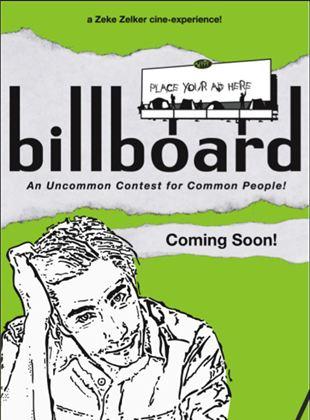 a Zeke Zelker cine-experience!
PLACE YOUR AD HERE
billboard
An Uncommon Contest for Common People!
Coming Soon!